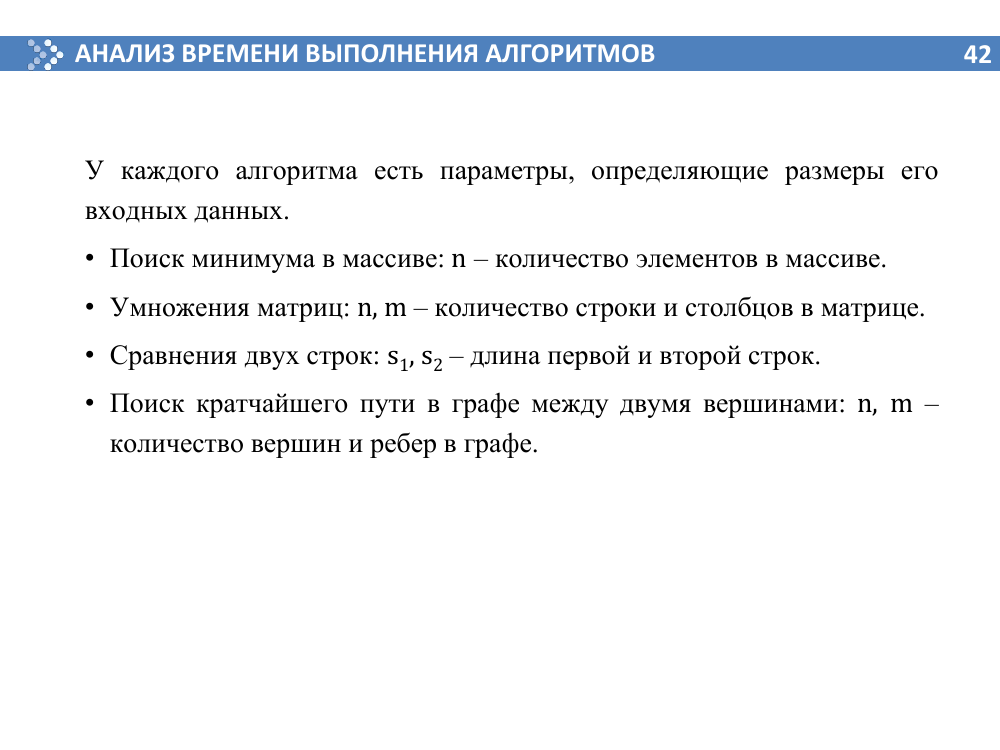 АНАЛИЗ ВРЕМЕНИ ВЫПОЛНЕНИЯ АЛГОРИТМОВ 42
У каждого алгоритма есть параметры, определяющие размеры его
входных данных.
• Поиск минимума в массиве: n – количество элементов в массиве.
• Умножения матриц: n, m – количество строки и столбцов в матрице.
• Сравнения двух строк: s₁, s₂ – длина первой и второй строк.
• Поиск кратчайшего пути в графе между двумя вершинами: n, m –
количество вершин и ребер в графе.